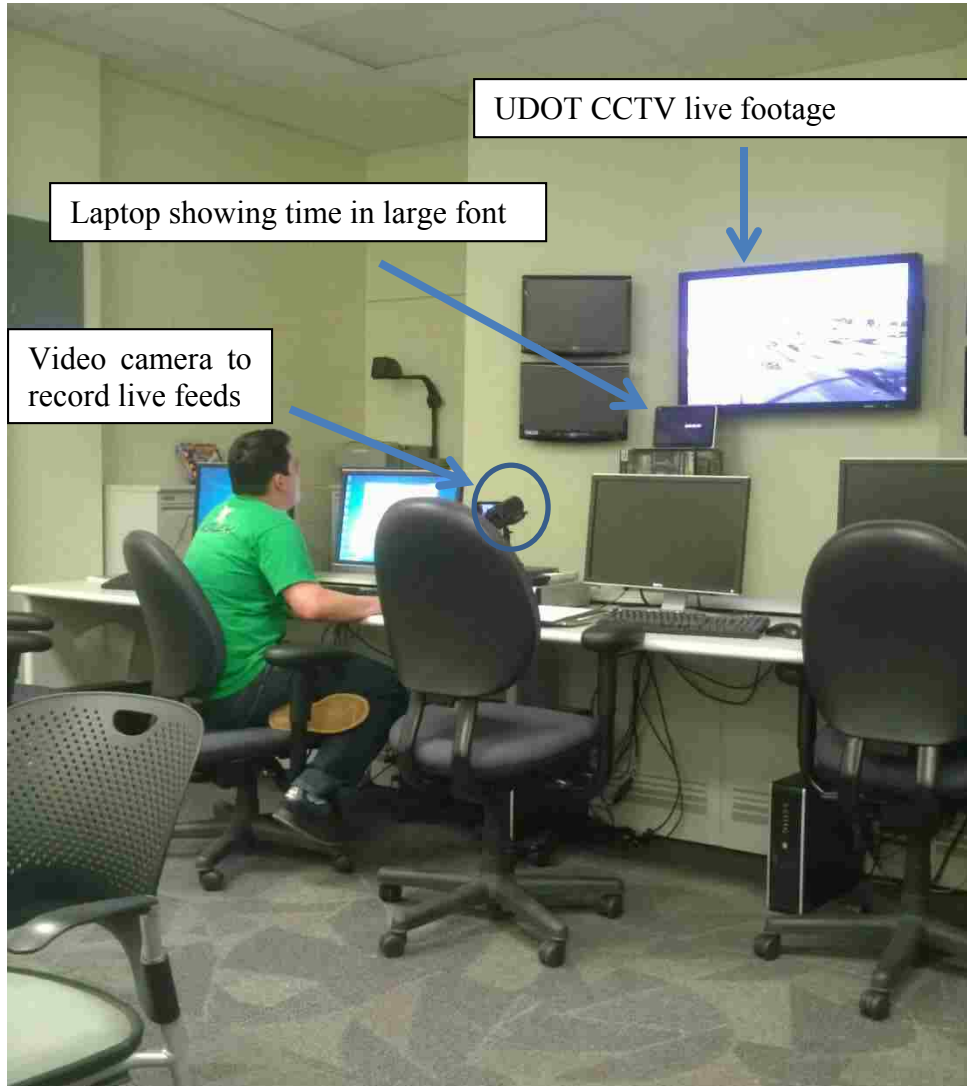 UDOT CCTV live footage
Laptop showing time in large font
Video camera to
record live feeds